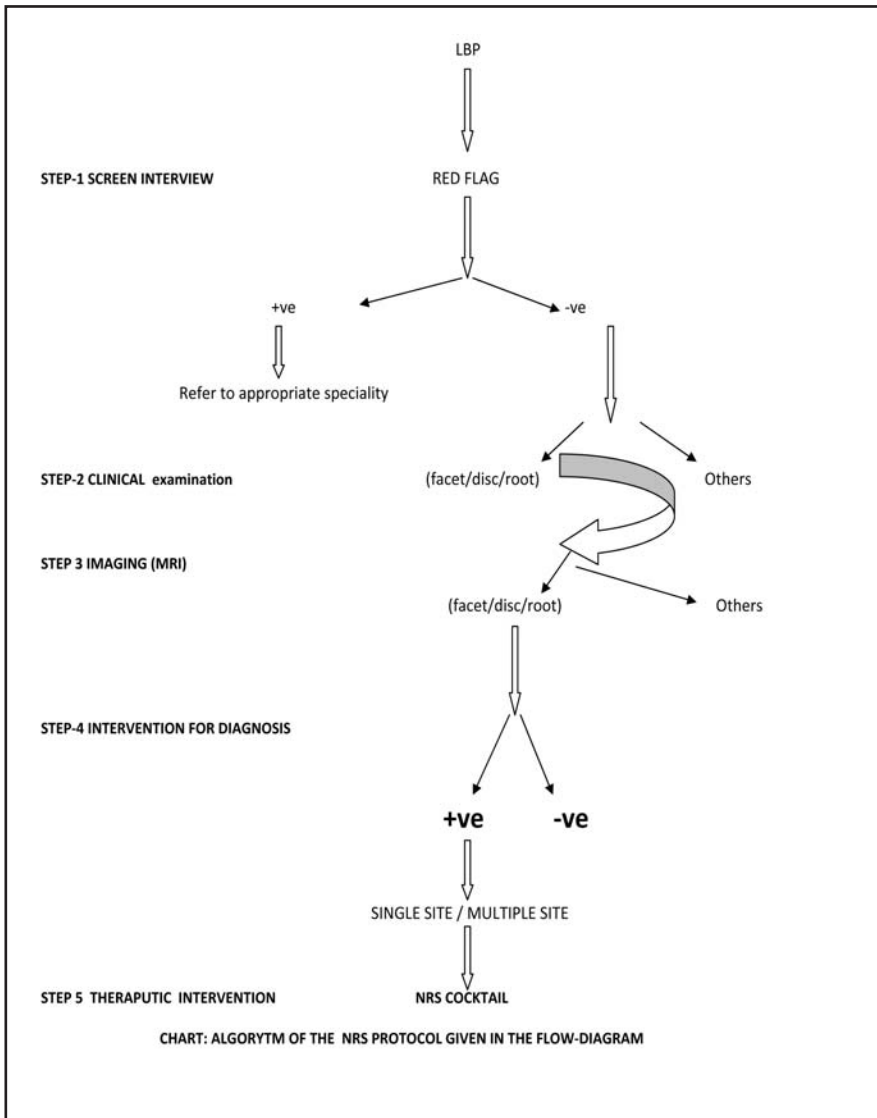 LBP
STEP-1 SCREEN INTERVIEW RED FLAG
+ve -ve
Refer to appropriate speciality
STEP-2 CLINICAL examination (facet/disc/root) Others
STEP 3 IMAGING (MRI)
(facet/disc/root) Others
STEP-4 INTERVENTION FOR DIAGNOSIS
+ve -ve
SINGLE SITE / MULTIPLE SITE
STEP 5 THERAPUTIC INTERVENTION NRS COCKTAIL
CHART: ALGORYTM OF THE NRS PROTOCOL GIVEN IN THE FLOW-DIAGRAM